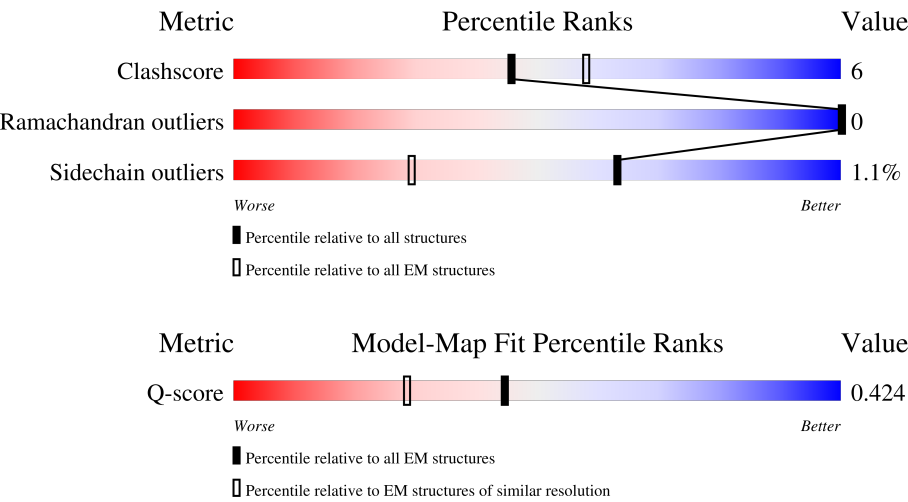 Metric Percentile Ranks Value
Clashscore 6
Ramachandran outliers 0
Sidechain outliers 1.1%
Worse Better
Percentile relative to all structures
Percentile relative to all EM structures
Metric Model-Map Fit Percentile Ranks Value
Q-score 0.424
Worse Better
Percentile relative to all EM structures
Percentile relative to EM structures of similar resolution